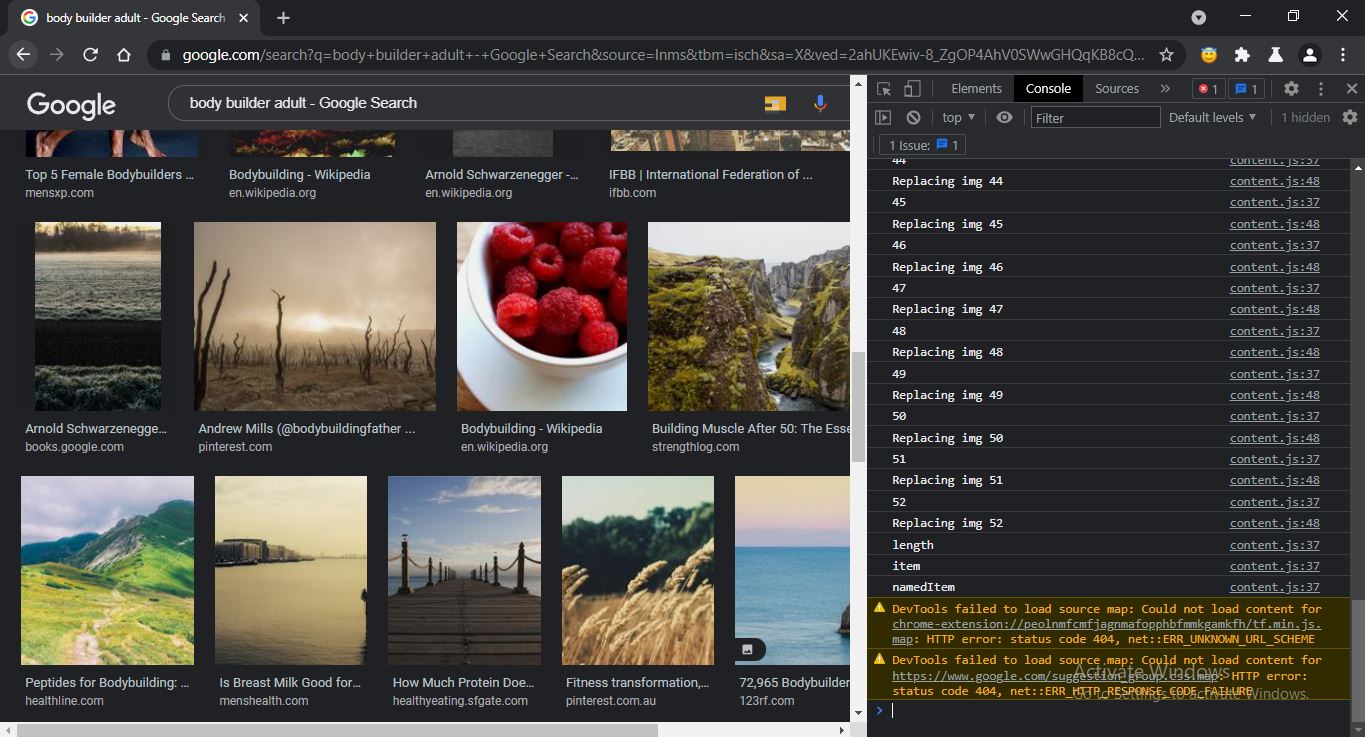 body builder adult - Google Search
google.com/search?q=body+builder+adult+-+Google+Search&source=lnms&tbm=isch&sa=X&ved=2ahUKEwiv-8_ZgOP4AhV0SWwGHQqKB8cQ...
Google
body builder adult - Google Search
Top 5 Female Bodybuilders ...
mensxp.com
Bodybuilding - Wikipedia
en.wikipedia.org
Arnold Schwarzenegger -...
en.wikipedia.org
IFBB | International Federation of ...
ifbb.com
Arnold Schwarzenegge...
books.google.com
Andrew Mills (@bodybuildingfather ...
pinterest.com
Bodybuilding - Wikipedia
en.wikipedia.org
Building Muscle After 50: The Esse
strengthlog.com
Peptides for Bodybuilding: ...
healthline.com
Is Breast Milk Good for...
menshealth.com
How Much Protein Doe...
healthyeating.sfgate.com
Fitness transformation,...
pinterest.com.au
72,965 Bodybuilder
123rf.com
Elements Console Sources » 1 1
top Filter Default levels 1 hidden
1 Issue: 1
44 content.js:37
Replacing img 44 content.js:48
45 content.js:37
Replacing img 45 content.js:48
46 content.js:37
Replacing img 46 content.js:48
47 content.js:37
Replacing img 47 content.js:48
48 content.js:37
Replacing img 48 content.js:48
49 content.js:37
Replacing img 49 content.js:48
50 content.js:37
Replacing img 50 content.js:48
51 content.js:37
Replacing img 51 content.js:48
52 content.js:37
Replacing img 52 content.js:48
length content.js:37
item content.js:37
namedItem content.js:37
DevTools failed to load source map: Could not load content for
chrome-extension://peolnmfcmfjagnmafopphbfmmkgamkfh/tf.min.js.
map: HTTP error: status code 404, net::ERR_UNKNOWN_URL_SCHEME
DevTools failed to load source map: Could not load content for
https://www.google.com/suggestion_group.css.map: HTTP error:
status code 404, net::ERR_HTTP_RESPONSE_CODE_FAILURE
Activate Windows
Go to Settings to activate Windows.